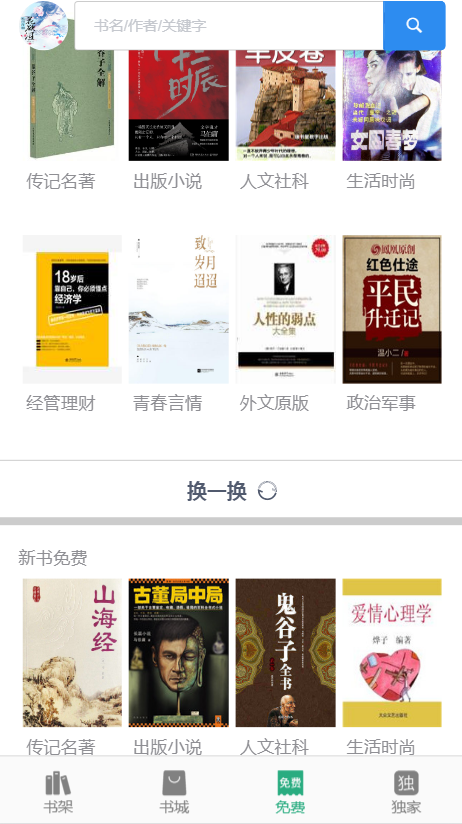 书名/作者/关键字
鬼谷子全解
十二
时辰
羊皮卷
女囚春梦
传记名著
出版小说
人文社科
生活时尚
18岁后
靠自己，你必须懂点
经济学
致岁月迢迢
人性的弱点
大全集
凤凰原创
红色仕途
平民
升迁记
温小二/著
经管理财
青春言情
外文原版
政治军事
换一换
新书免费
山海经
古董局中局
鬼谷子全书
爱情心理学
烨子 编著
传记名著
出版小说
人文社科
生活时尚
书架
书城
免费
免费
独
独家